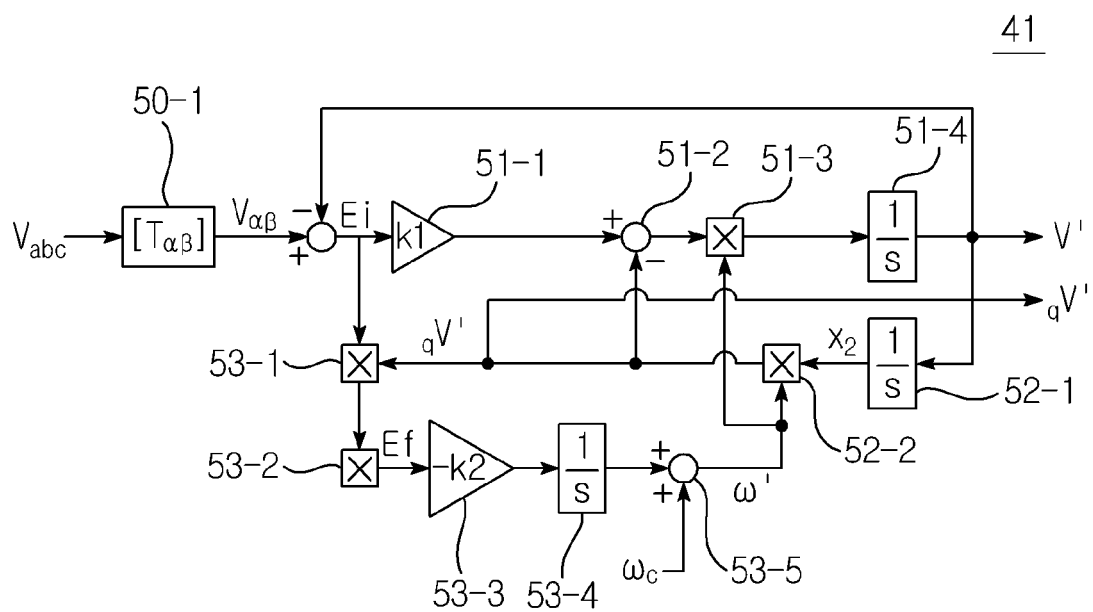 41
50-1
51-1
51-2
51-3
51-4
V_abc
[T_αβ]
V_αβ
-
+
Ei
k1
+
-
×
1/s
V'
qV'
53-1
×
qV'
×
x₂
1/s
52-1
52-2
53-2
×
Ef
-k2
1/s
+
+
ω'
ω_c
53-3
53-4
53-5